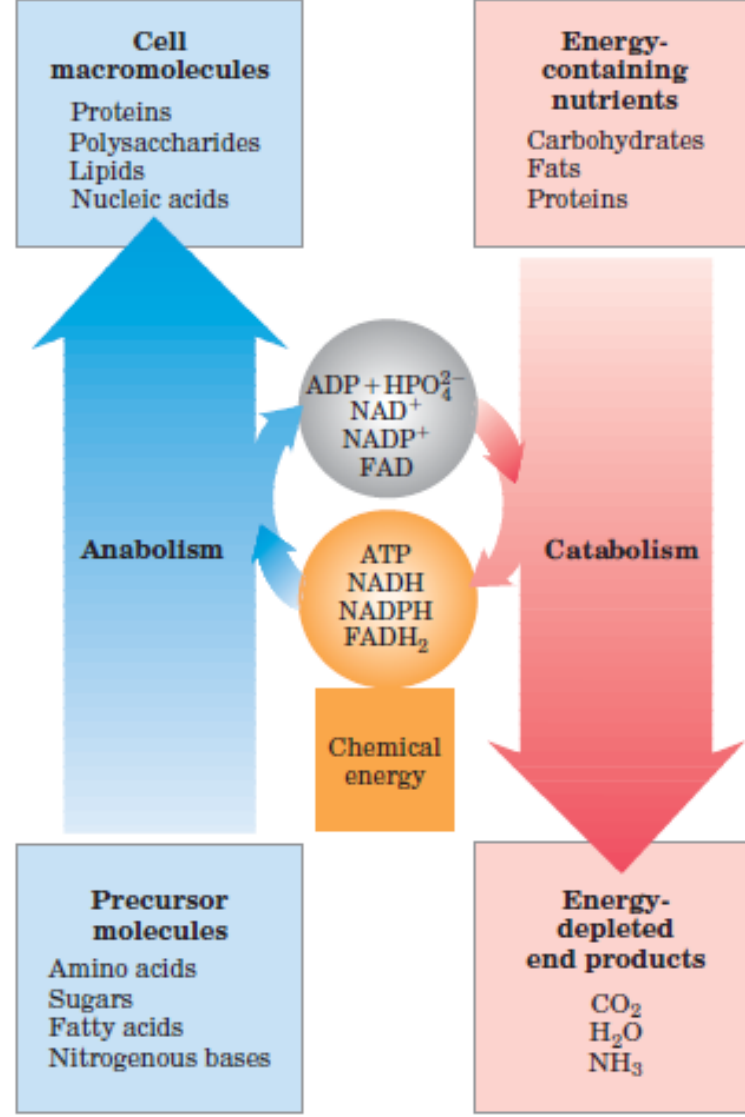 Cell
macromolecules
Proteins
Polysaccharides
Lipids
Nucleic acids
Energy-
containing
nutrients
Carbohydrates
Fats
Proteins
ADP + HPO₄²⁻
NAD⁺
NADP⁺
FAD
Anabolism
ATP
NADH
NADPH
FADH₂
Catabolism
Chemical
energy
Precursor
molecules
Amino acids
Sugars
Fatty acids
Nitrogenous bases
Energy-
depleted
end products
CO₂
H₂O
NH₃